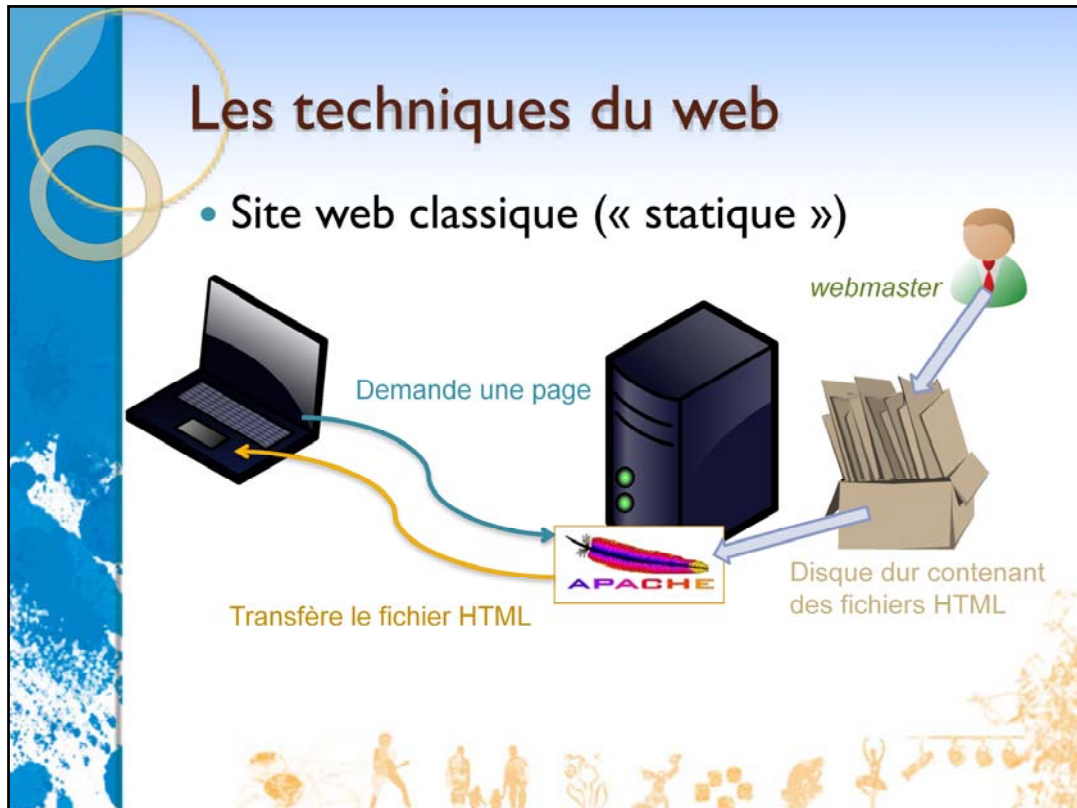 Les techniques du web
• Site web classique (« statique »)
webmaster
Demande une page
APACHE
Disque dur contenant
des fichiers HTML
Transfère le fichier HTML